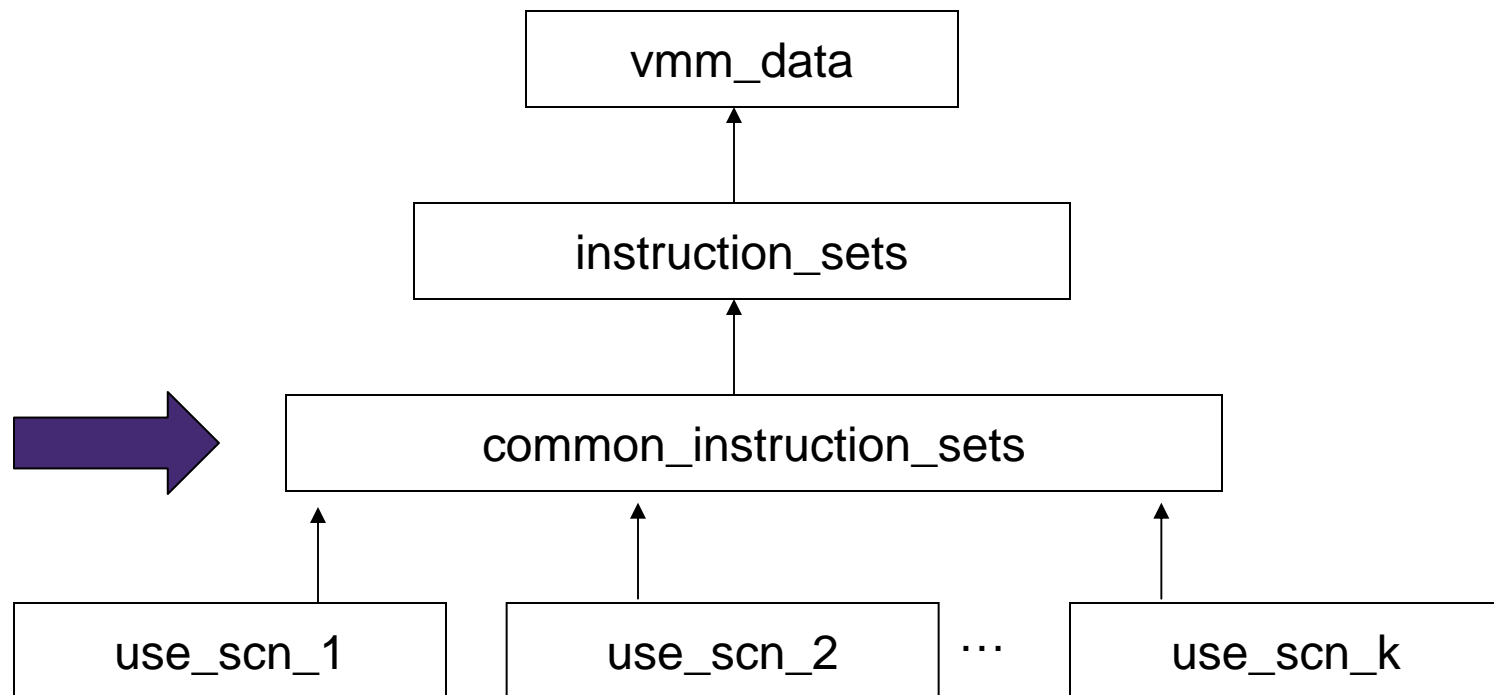 vmm_data
instruction_sets
common_instruction_sets
use_scn_1 use_scn_2 … use_scn_k